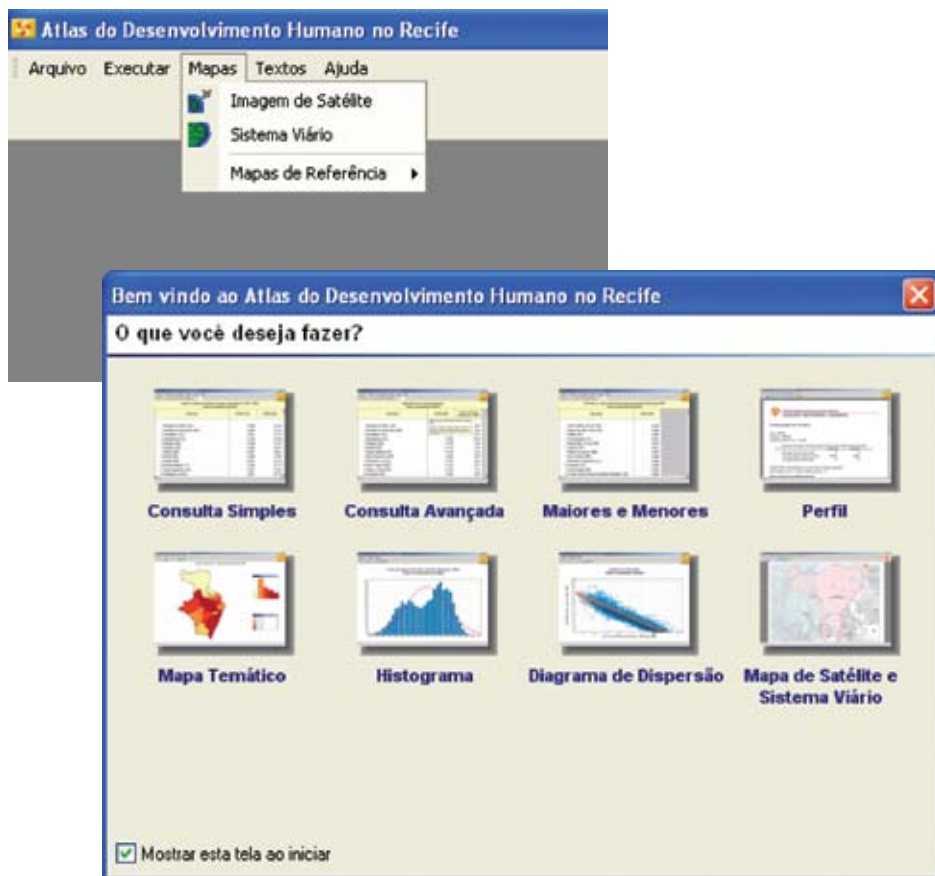 Atlas do Desenvolvimento Humano no Recife
Arquivo Executar Mapas Textos Ajuda
Imagem de Satélite
Sistema Viário
Mapas de Referência
Bem vindo ao Atlas do Desenvolvimento Humano no Recife
O que você deseja fazer?
Consulta Simples Consulta Avançada Maiores e Menores Perfil
Mapa Temático Histograma Diagrama de Dispersão Mapa de Satélite e
Sistema Viário
Mostrar esta tela ao iniciar